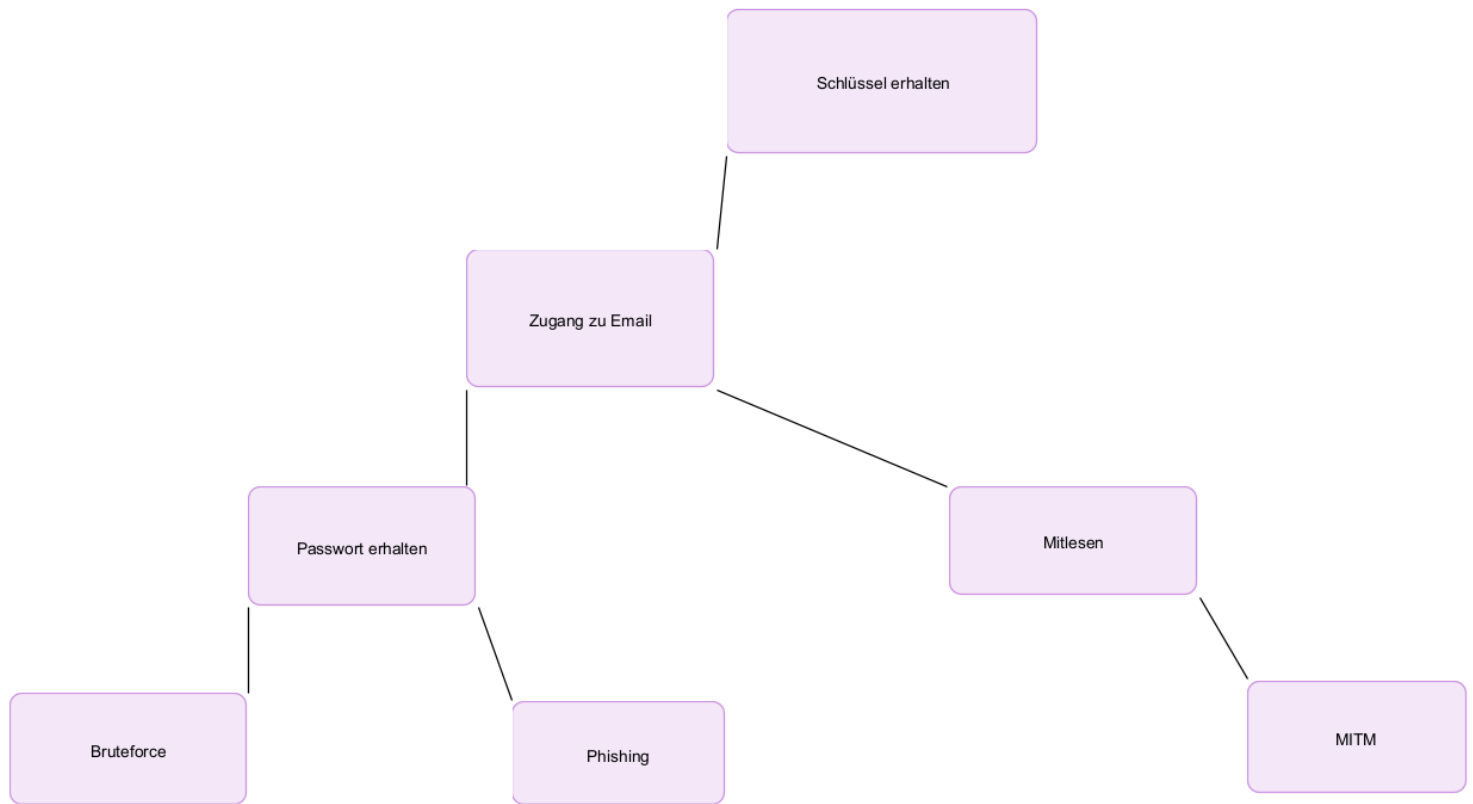 Schlüssel erhalten
Zugang zu Email
Passwort erhalten
Mitlesen
Bruteforce
Phishing
MITM